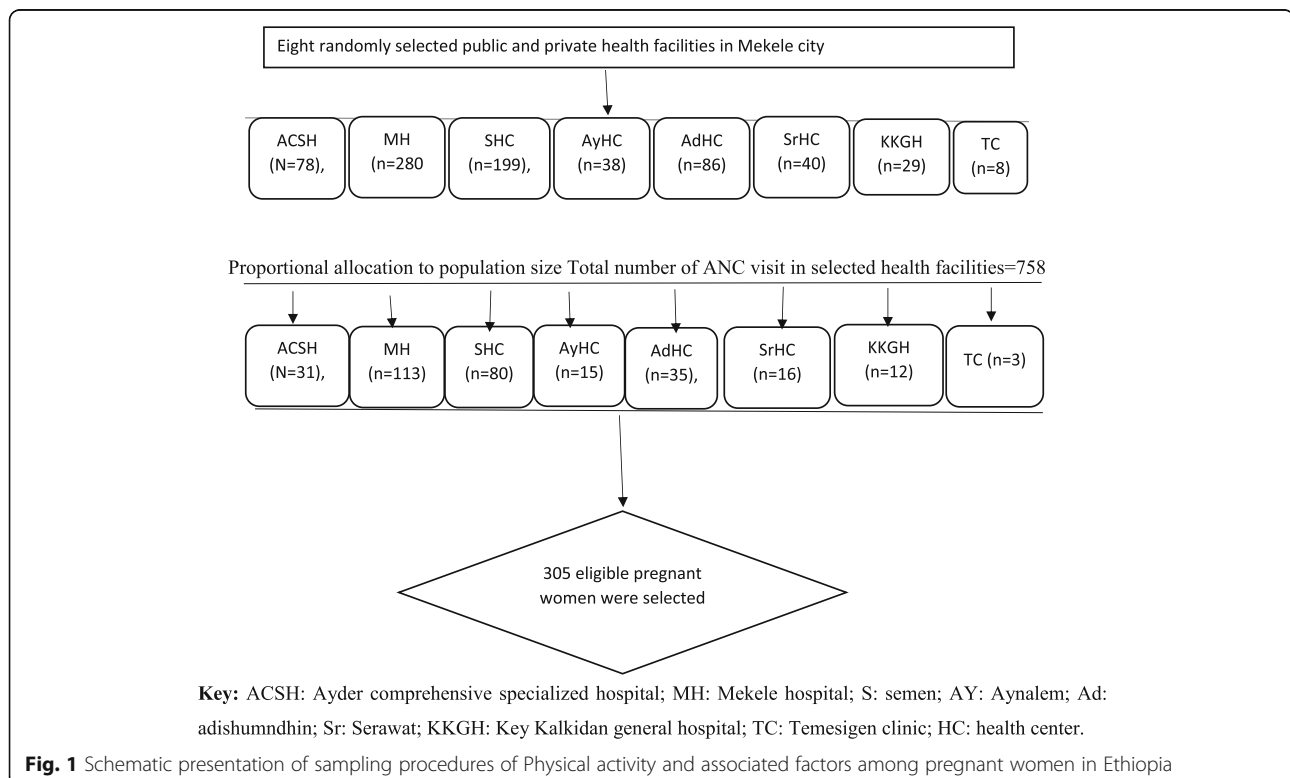 Eight randomly selected public and private health facilities in Mekele city
ACSH
(N=78),
MH
(n=280
SHC
(n=199),
AyHC
(n=38)
AdHC
(n=86)
SrHC
(n=40)
KKGH
(n=29)
TC
(n=8)
Proportional allocation to population size Total number of ANC visit in selected health facilities=758
ACSH
(N=31),
MH
(n=113)
SHC
(n=80)
AyHC
(n=15)
AdHC
(n=35),
SrHC
(n=16)
KKGH
(n=12)
TC (n=3)
305 eligible pregnant
women were selected
Key: ACSH: Ayder comprehensive specialized hospital; MH: Mekele hospital; S: semen; AY: Aynalem; Ad:
adishumndhin; Sr: Serawat; KKGH: Key Kalkidan general hospital; TC: Temesigen clinic; HC: health center.
Fig. 1 Schematic presentation of sampling procedures of Physical activity and associated factors among pregnant women in Ethiopia